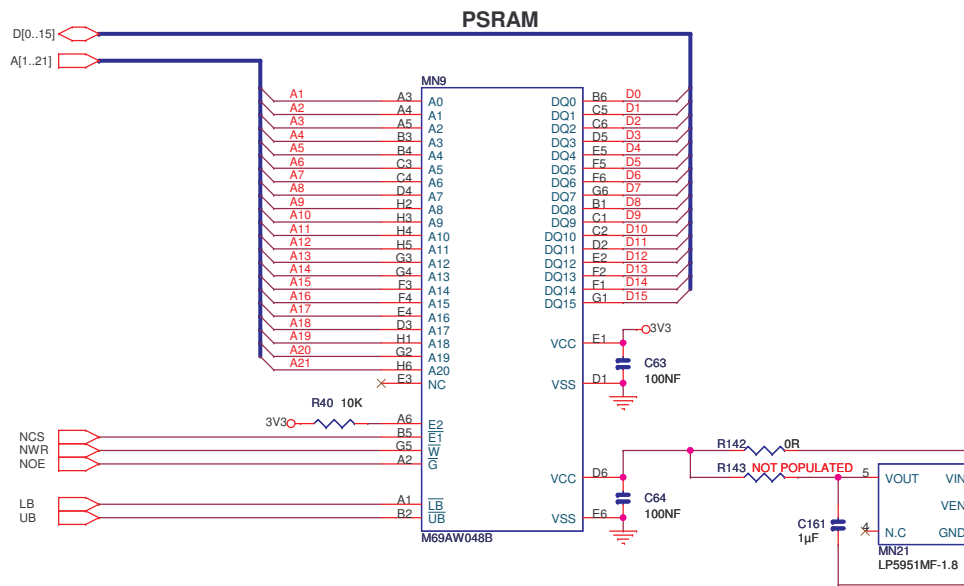 PSRAM
D[0..15]
A[1..21]
MN9
A1 A3 A0 DQ0 B6 D0
A2 A4 A1 DQ1 C5 D1
A3 A5 A2 DQ2 C6 D2
A4 B3 A3 DQ3 D5 D3
A5 B4 A4 DQ4 E5 D4
A6 C3 A5 DQ5 F5 D5
A7 C4 A6 DQ6 F6 D6
A8 D4 A7 DQ7 G6 D7
A9 H2 A8 DQ8 B1 D8
A10 H3 A9 DQ9 C1 D9
A11 H4 A10 DQ10 C2 D10
A12 H5 A11 DQ11 D2 D11
A13 G3 A12 DQ12 E2 D12
A14 G4 A13 DQ13 F2 D13
A15 F3 A14 DQ14 F1 D14
A16 F4 A15 DQ15 G1 D15
A17 E4 A16
A18 D3 A17
A19 H1 A18 VCC E1 3V3
A20 G2 A19
A21 H6 A20 C63
E3 NC VSS D1 100NF
R40 10K
3V3 A6 E2
NCS B5 E1
NWR G5 W R142 0R
NOE A2 G
VCC D6 R143 NOT POPULATED 5 VOUT VIN
LB A1 LB C64
100NF VEN
UB B2 UB VSS E6 C161 4 N.C GND
1µF
M69AW048B MN21
LP5951MF-1.8